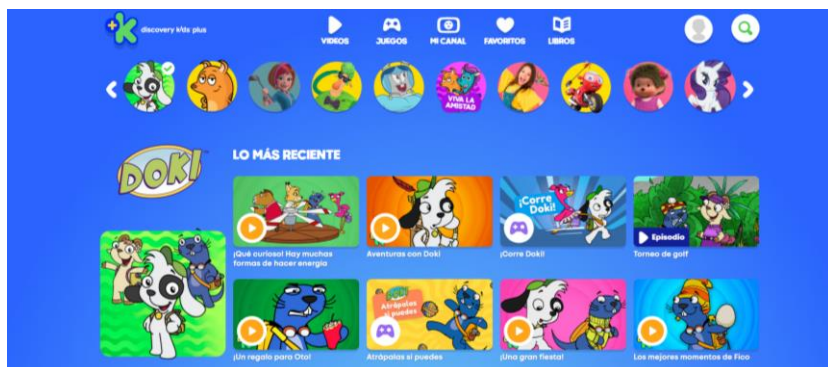 discovery k!ds plus
VIDEOS
JUEGOS
MI CANAL
FAVORITOS
LIBROS
VIVA LA
AMISTAD
DOKI
LO MÁS RECIENTE
¡Qué curioso! Hay muchas
formas de hacer energía
Aventuras con Doki
¡Corre
Doki!
¡Corre Doki!
Episodio
Torneo de golf
¡Un regalo para Oto!
Atrápalos
si puedes
Atrápalos si puedes
¡Una gran fiesta!
Los mejores momentos de Fico